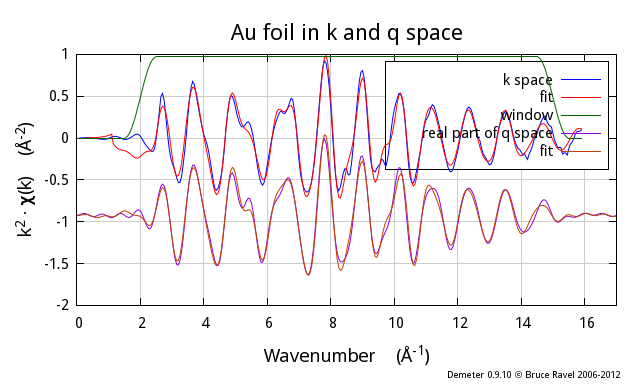 Au foil in k and q space
1
0.5
0
-0.5
-1
-1.5
-2
k² · χ(k) (Å⁻²)
k space
fit
window
real part of q space
fit
0 2 4 6 8 10 12 14 16
Wavenumber (Å⁻¹)
Demeter 0.9.10 © Bruce Ravel 2006-2012